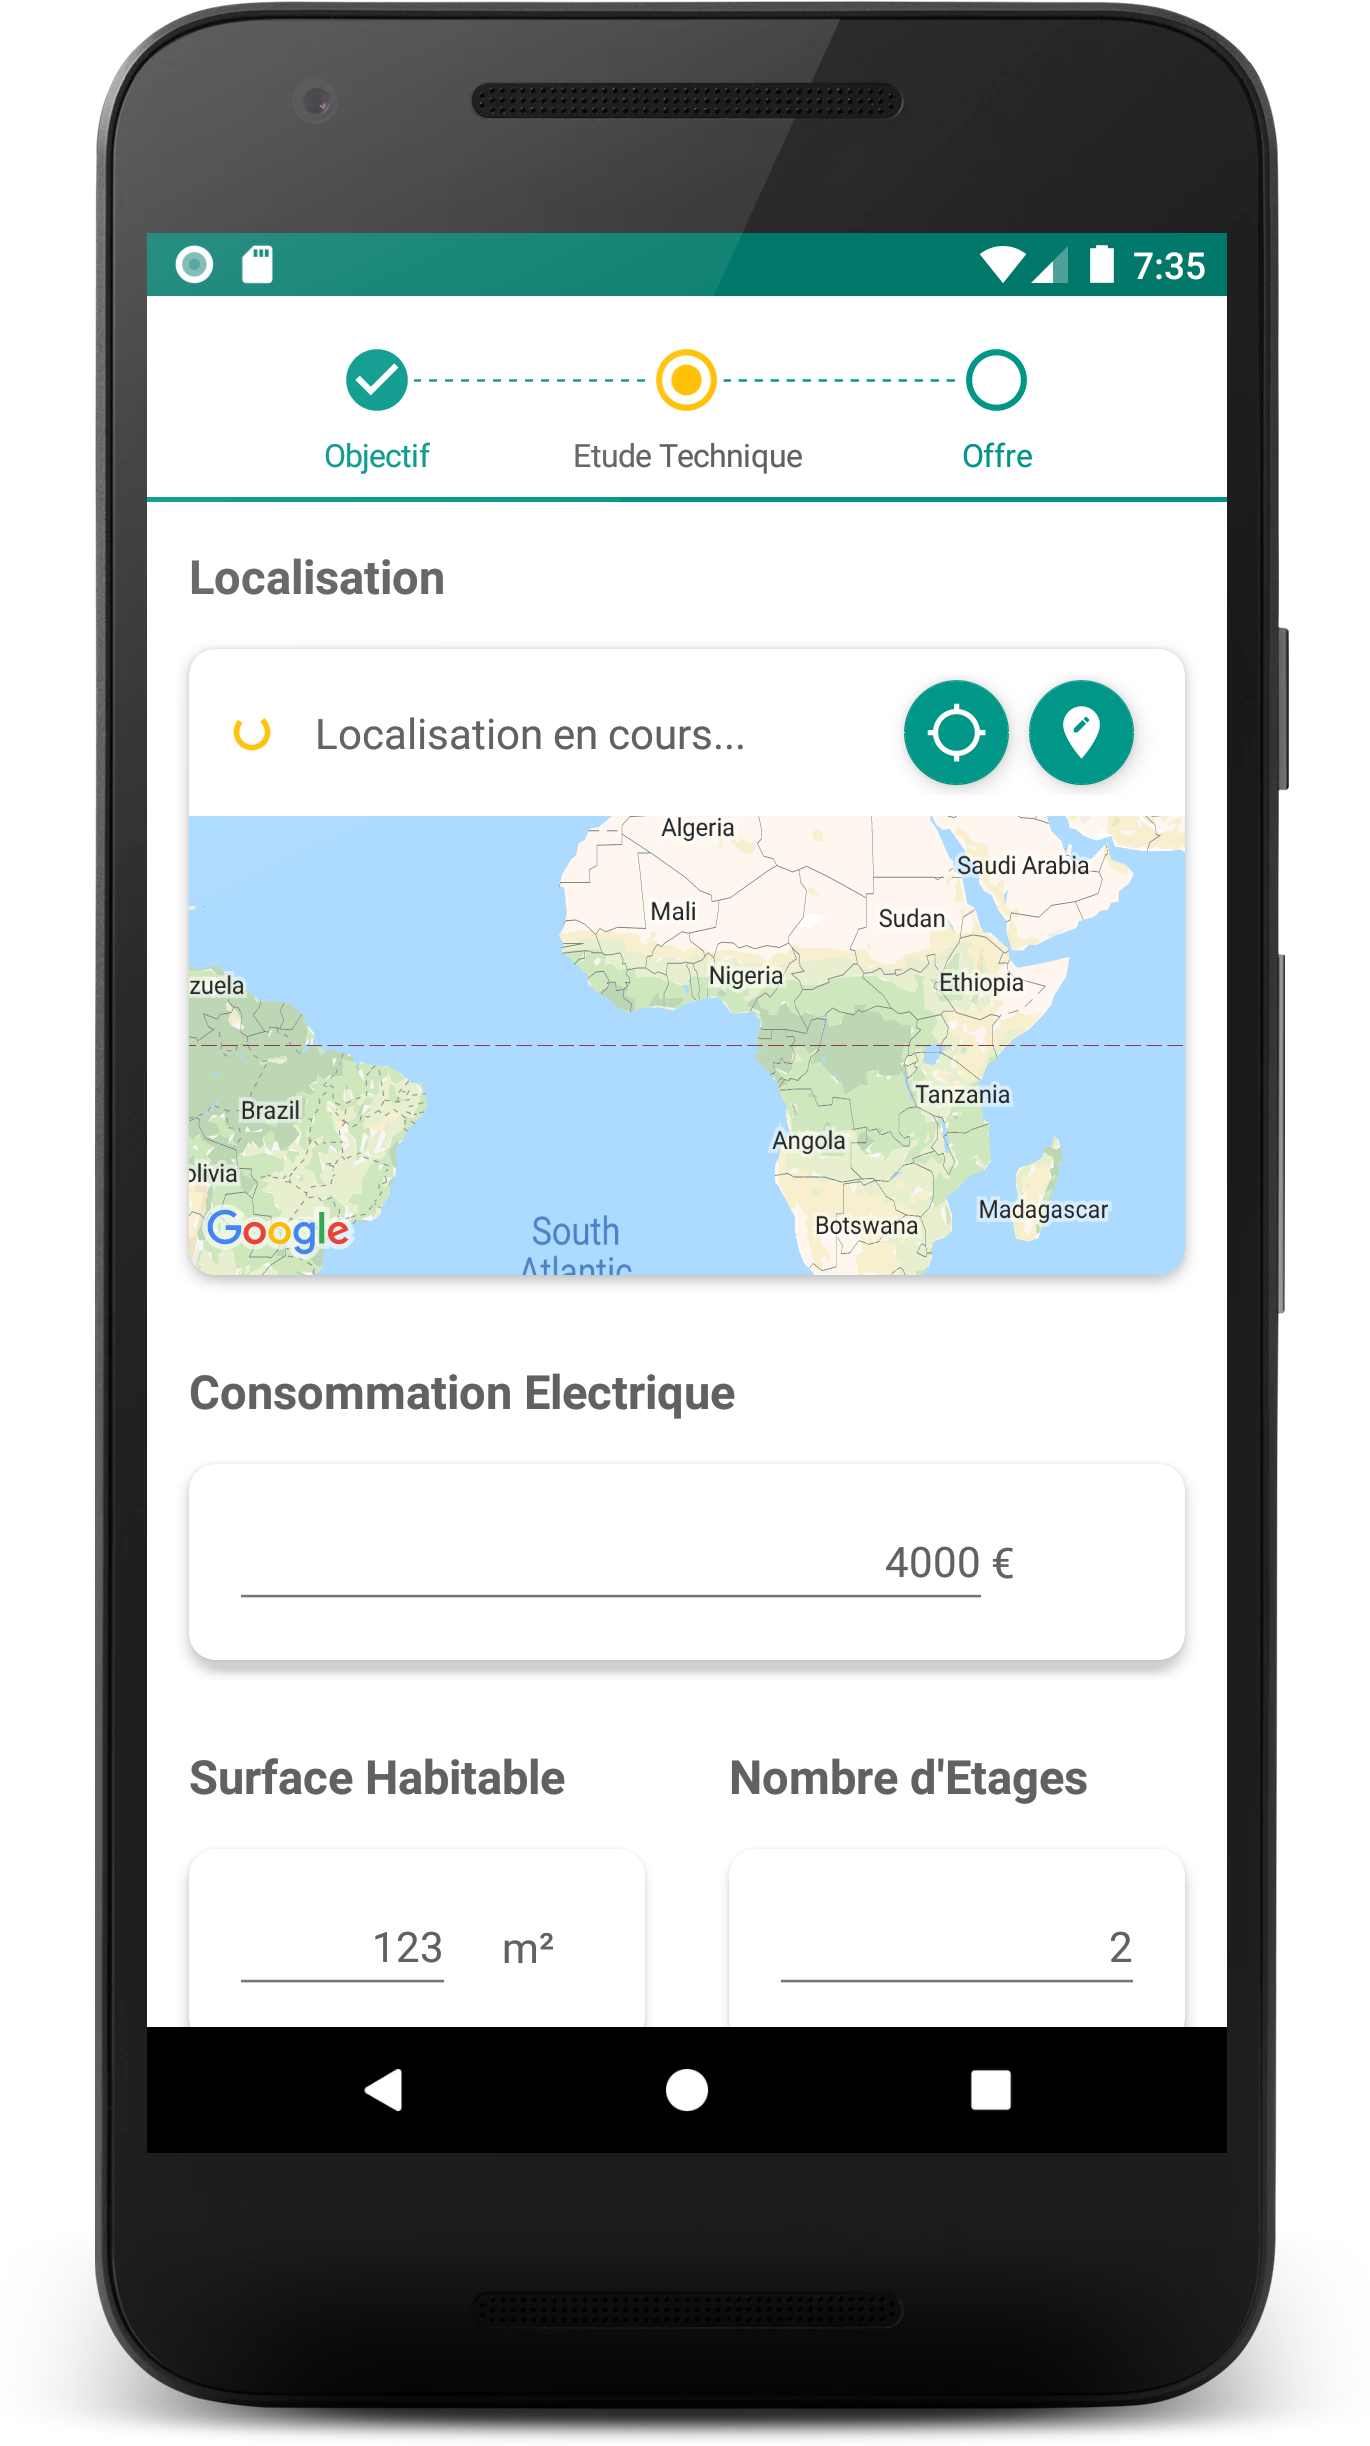 7:35
Objectif
Etude Technique
Offre
Localisation
Localisation en cours...
Algeria
Saudi Arabia
Mali
Sudan
Nigeria
Ethiopia
zuela
Tanzania
Brazil
Angola
olivia
Madagascar
Botswana
Google
South
Atlantic
Consommation Electrique
4000 €
Surface Habitable
Nombre d'Etages
123 m²
2